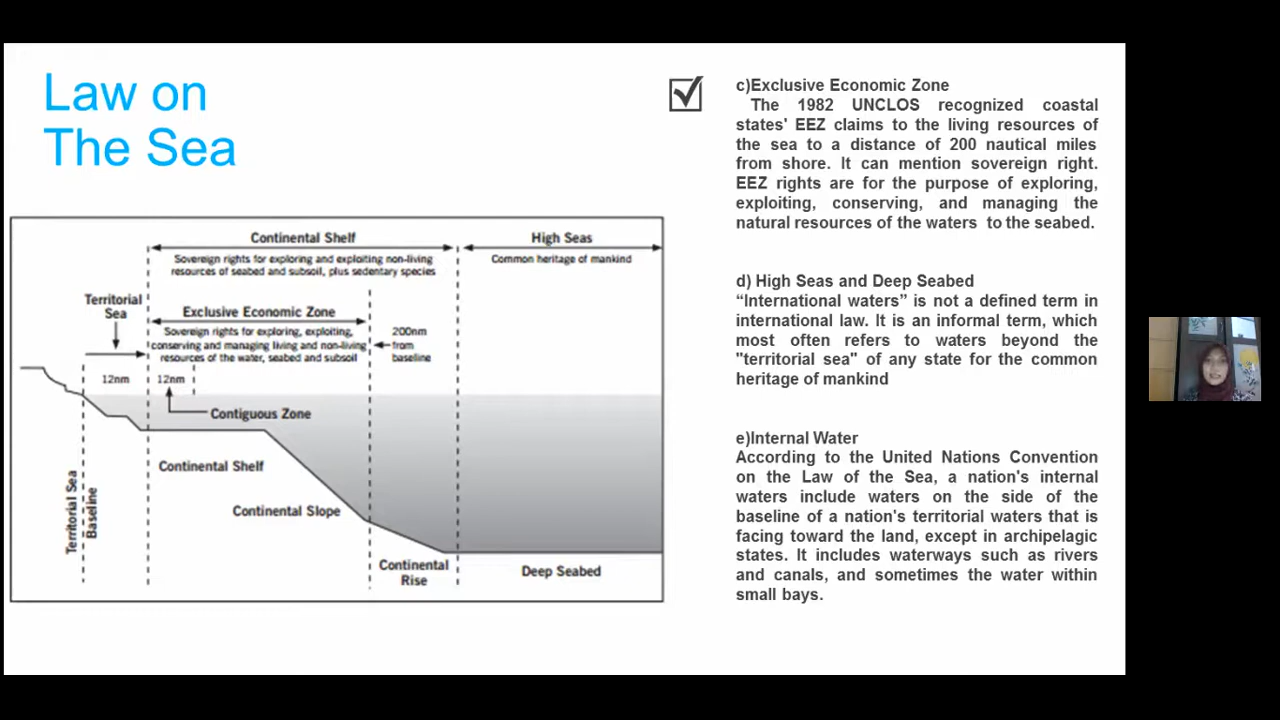 Law on
The Sea
Continental Shelf
Sovereign rights for exploring and exploiting non-living
resources of seabed and subsoil, plus sedentary species
High Seas
Common heritage of mankind
Territorial
Sea
Exclusive Economic Zone
Sovereign rights for exploring, exploiting,
conserving and managing living and non-living
resources of the water, seabed and subsoil
200nm
from
baseline
12nm
12nm
Contiguous Zone
Continental Shelf
Continental Slope
Territorial Sea
Baseline
Continental
Rise
Deep Seabed
c)Exclusive Economic Zone
The 1982 UNCLOS recognized coastal
states' EEZ claims to the living resources of
the sea to a distance of 200 nautical miles
from shore. It can mention sovereign right.
EEZ rights are for the purpose of exploring,
exploiting, conserving, and managing the
natural resources of the waters to the seabed.
d) High Seas and Deep Seabed
“International waters” is not a defined term in
international law. It is an informal term, which
most often refers to waters beyond the
"territorial sea" of any state for the common
heritage of mankind
e)Internal Water
According to the United Nations Convention
on the Law of the Sea, a nation's internal
waters include waters on the side of the
baseline of a nation's territorial waters that is
facing toward the land, except in archipelagic
states. It includes waterways such as rivers
and canals, and sometimes the water within
small bays.